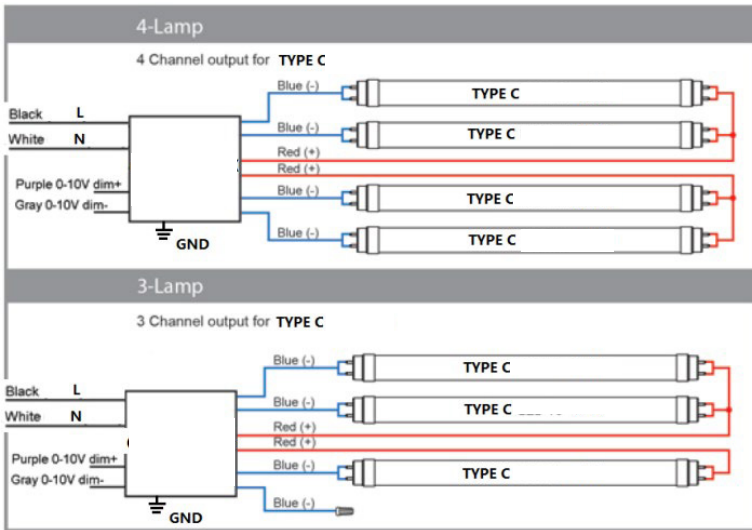 4-Lamp
4 Channel output for TYPE C
Blue (-)
TYPE C
Black L
Blue (-)
TYPE C
White N
Red (+)
Red (+)
Purple 0-10V dim+
Blue (-)
TYPE C
Gray 0-10V dim-
Blue (-)
TYPE C
GND
3-Lamp
3 Channel output for TYPE C
Blue (-)
TYPE C
Black L
Blue (-)
TYPE C
White N
Red (+)
Red (+)
Purple 0-10V dim+
Blue (-)
TYPE C
Gray 0-10V dim-
Blue (-)
GND